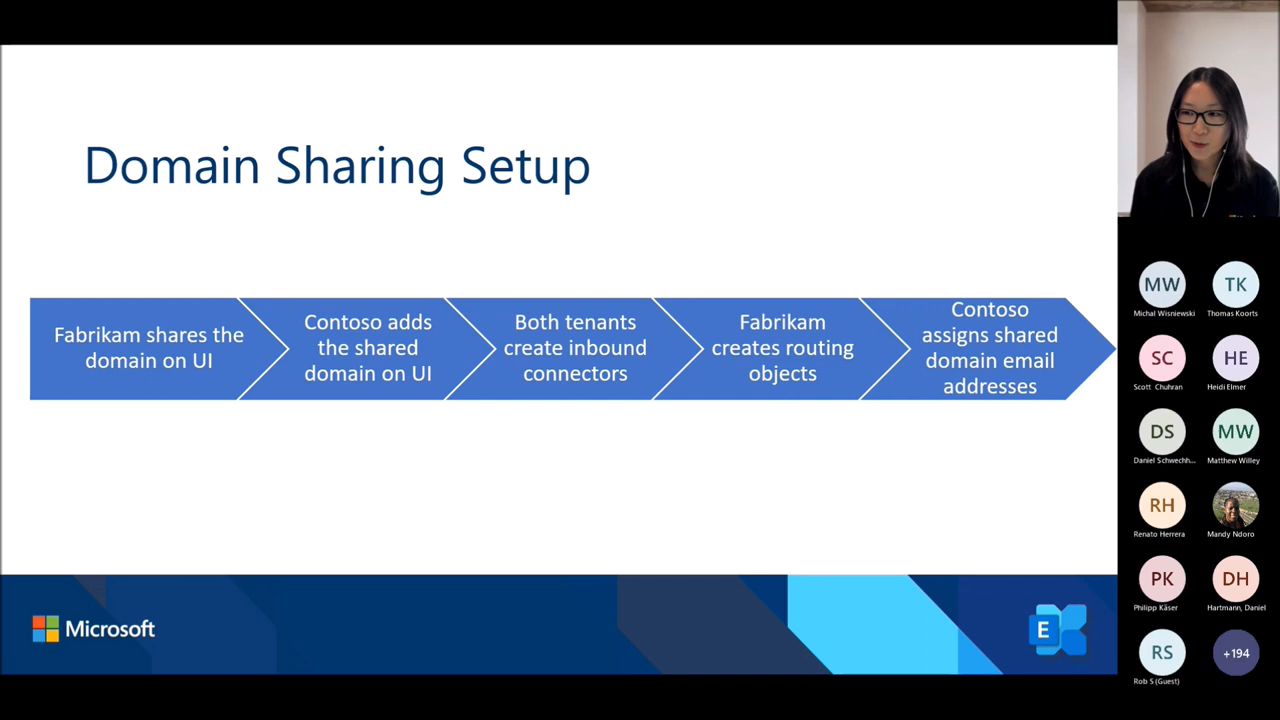 Domain Sharing Setup
Fabrikam shares the
domain on UI
Contoso adds
the shared
domain on UI
Both tenants
create inbound
connectors
Fabrikam
creates routing
objects
Contoso
assigns shared
domain email
addresses
Microsoft
E
MW
Michal Wisniewski
TK
Thomas Koorts
SC
Scott Chuhran
HE
Heidi Elmer
DS
Daniel Schwechh...
MW
Matthew Willey
RH
Renato Herrera
Mandy Ndoro
PK
Philipp Käser
DH
Hartmann, Daniel
RS
Rob S (Guest)
+194